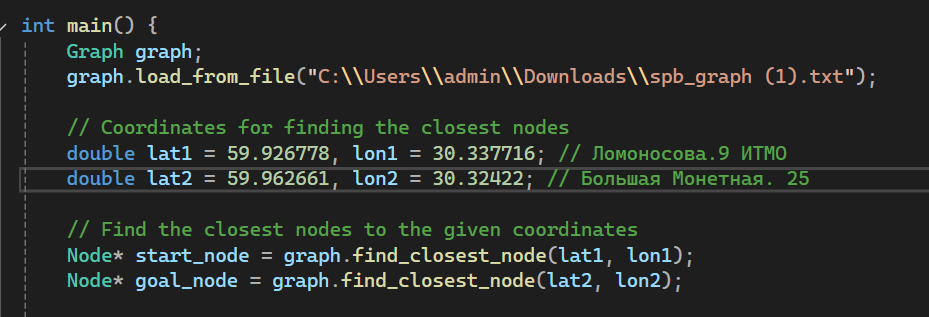 int main() {
Graph graph;
graph.load_from_file("C:\\Users\\admin\\Downloads\\spb_graph (1).txt");
// Coordinates for finding the closest nodes
double lat1 = 59.926778, lon1 = 30.337716; // Ломоносова.9 ИТМО
double lat2 = 59.962661, lon2 = 30.32422; // Большая Монетная. 25
// Find the closest nodes to the given coordinates
Node* start_node = graph.find_closest_node(lat1, lon1);
Node* goal_node = graph.find_closest_node(lat2, lon2);